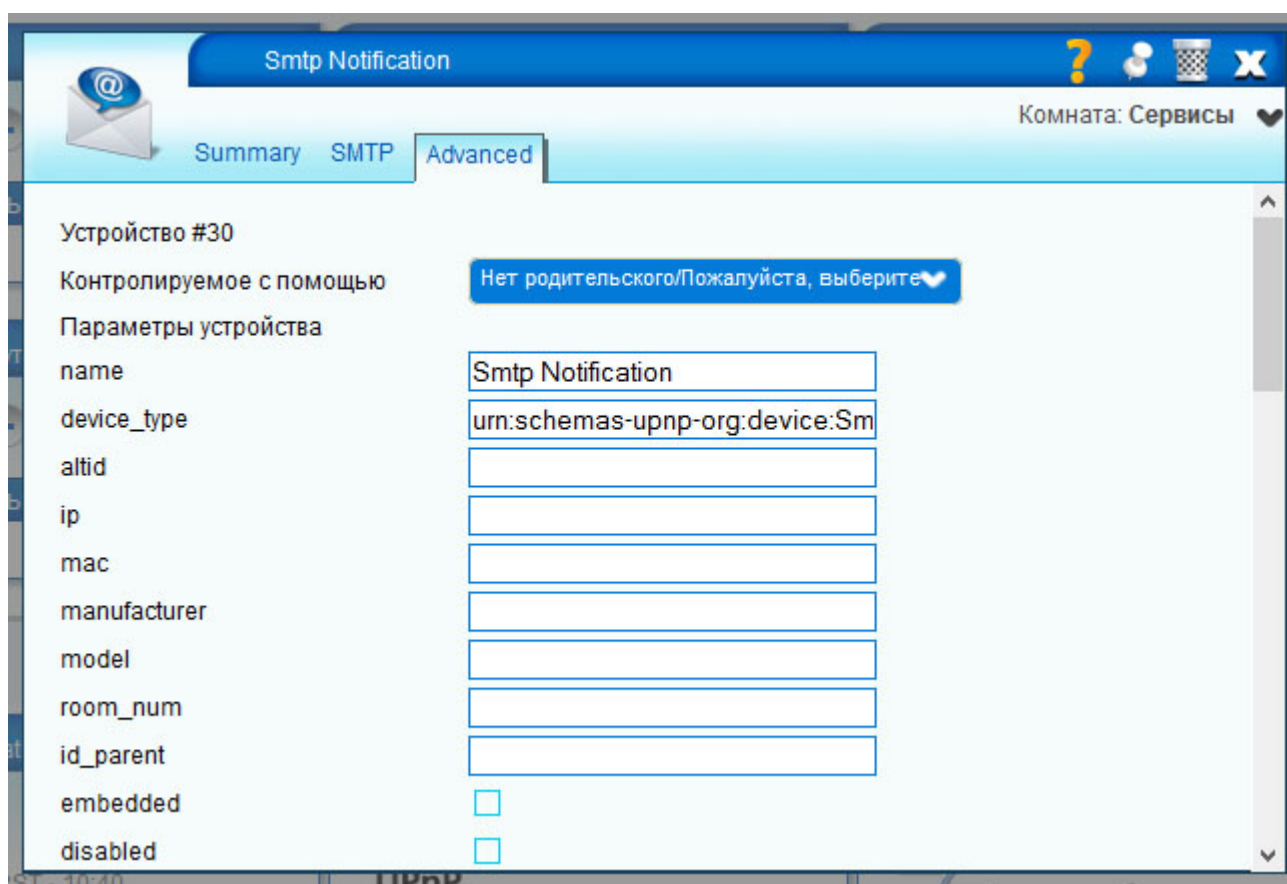 Smtp Notification
Комната: Сервисы
Summary SMTP Advanced
Устройство #30
Контролируемое с помощью Нет родительского/Пожалуйста, выберите
Параметры устройства
name Smtp Notification
device_type urn:schemas-upnp-org:device:Sm
altid
ip
mac
manufacturer
model
room_num
id_parent
embedded
disabled
UPnP